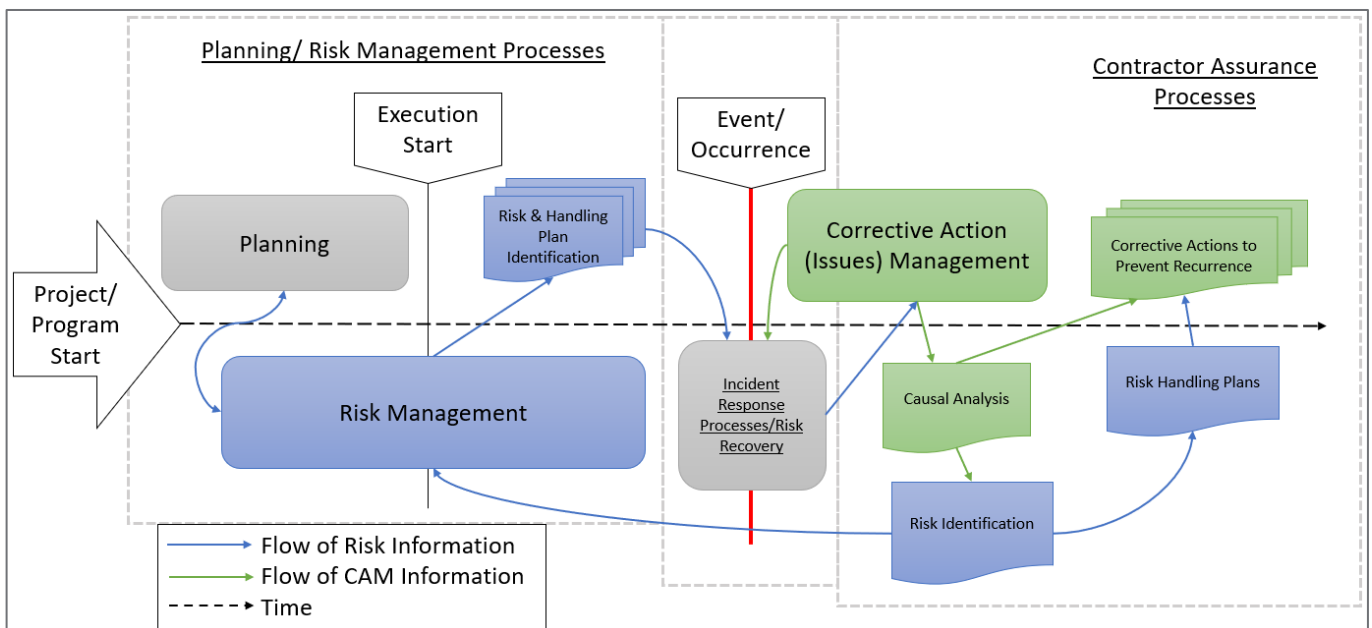 Planning/ Risk Management Processes
Contractor Assurance
Processes
Execution
Start
Event/
Occurrence
Planning
Risk & Handling
Plan
Identification
Corrective Action
(Issues) Management
Corrective Actions to
Prevent Recurrence
Project/
Program
Start
Risk Management
Incident
Response
Processes/Risk
Recovery
Causal Analysis
Risk Handling Plans
Risk Identification
Flow of Risk Information
Flow of CAM Information
Time